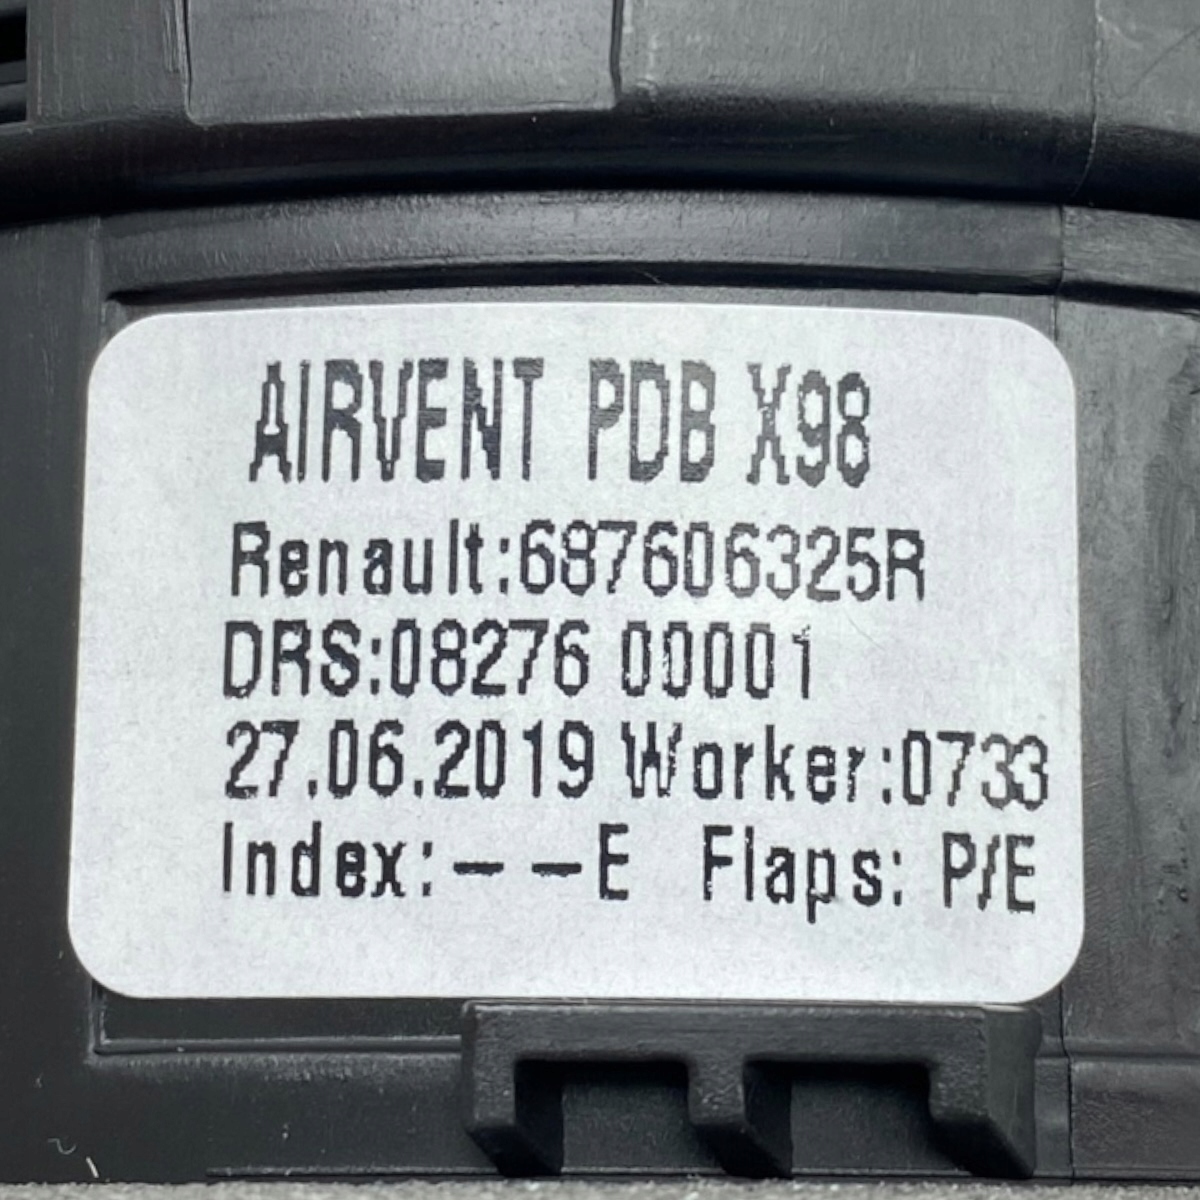 AIRVENT PDB X98
Renault:687606325R
DRS:08276 00001
27.06.2019 Worker:0733
Index:--E Flaps: P/E